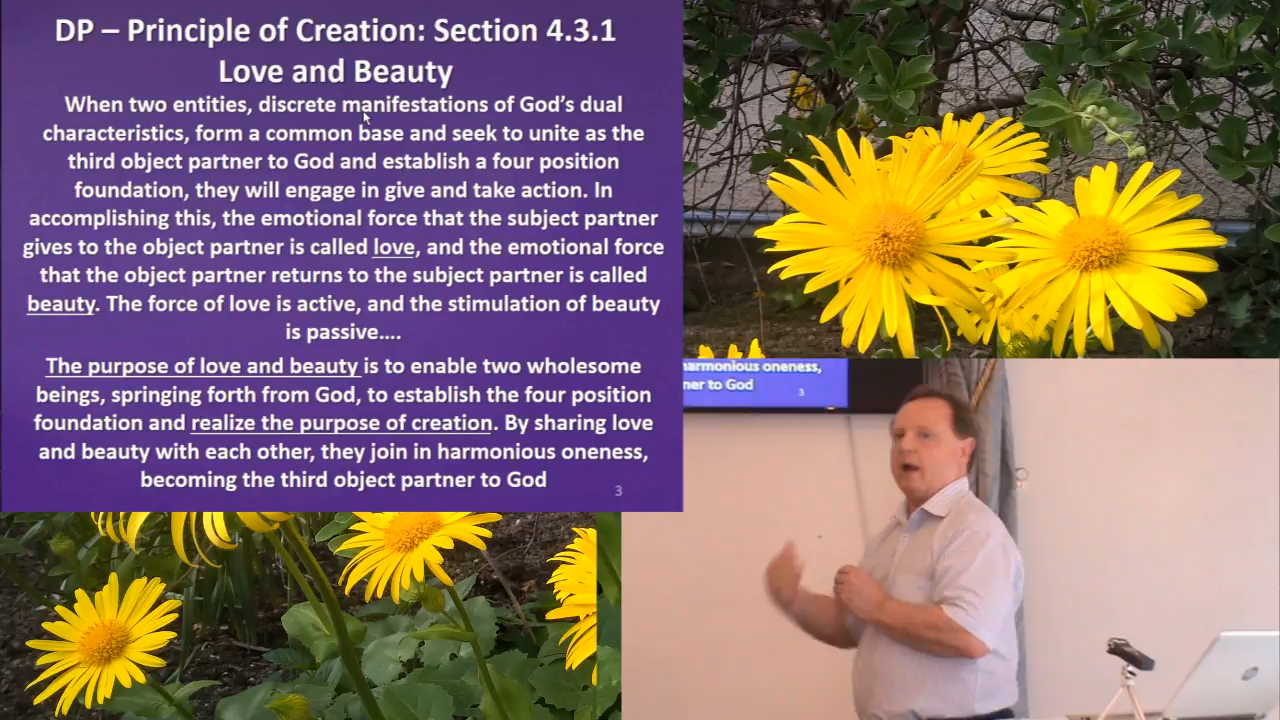 DP – Principle of Creation: Section 4.3.1
Love and Beauty
When two entities, discrete manifestations of God's dual
characteristics, form a common base and seek to unite as the
third object partner to God and establish a four position
foundation, they will engage in give and take action. In
accomplishing this, the emotional force that the subject partner
gives to the object partner is called love, and the emotional force
that the object partner returns to the subject partner is called
beauty. The force of love is active, and the stimulation of beauty
is passive....
The purpose of love and beauty is to enable two wholesome
beings, springing forth from God, to establish the four position
foundation and realize the purpose of creation. By sharing love
and beauty with each other, they join in harmonious oneness,
becoming the third object partner to God
3
harmonious oneness,
ner to God
3